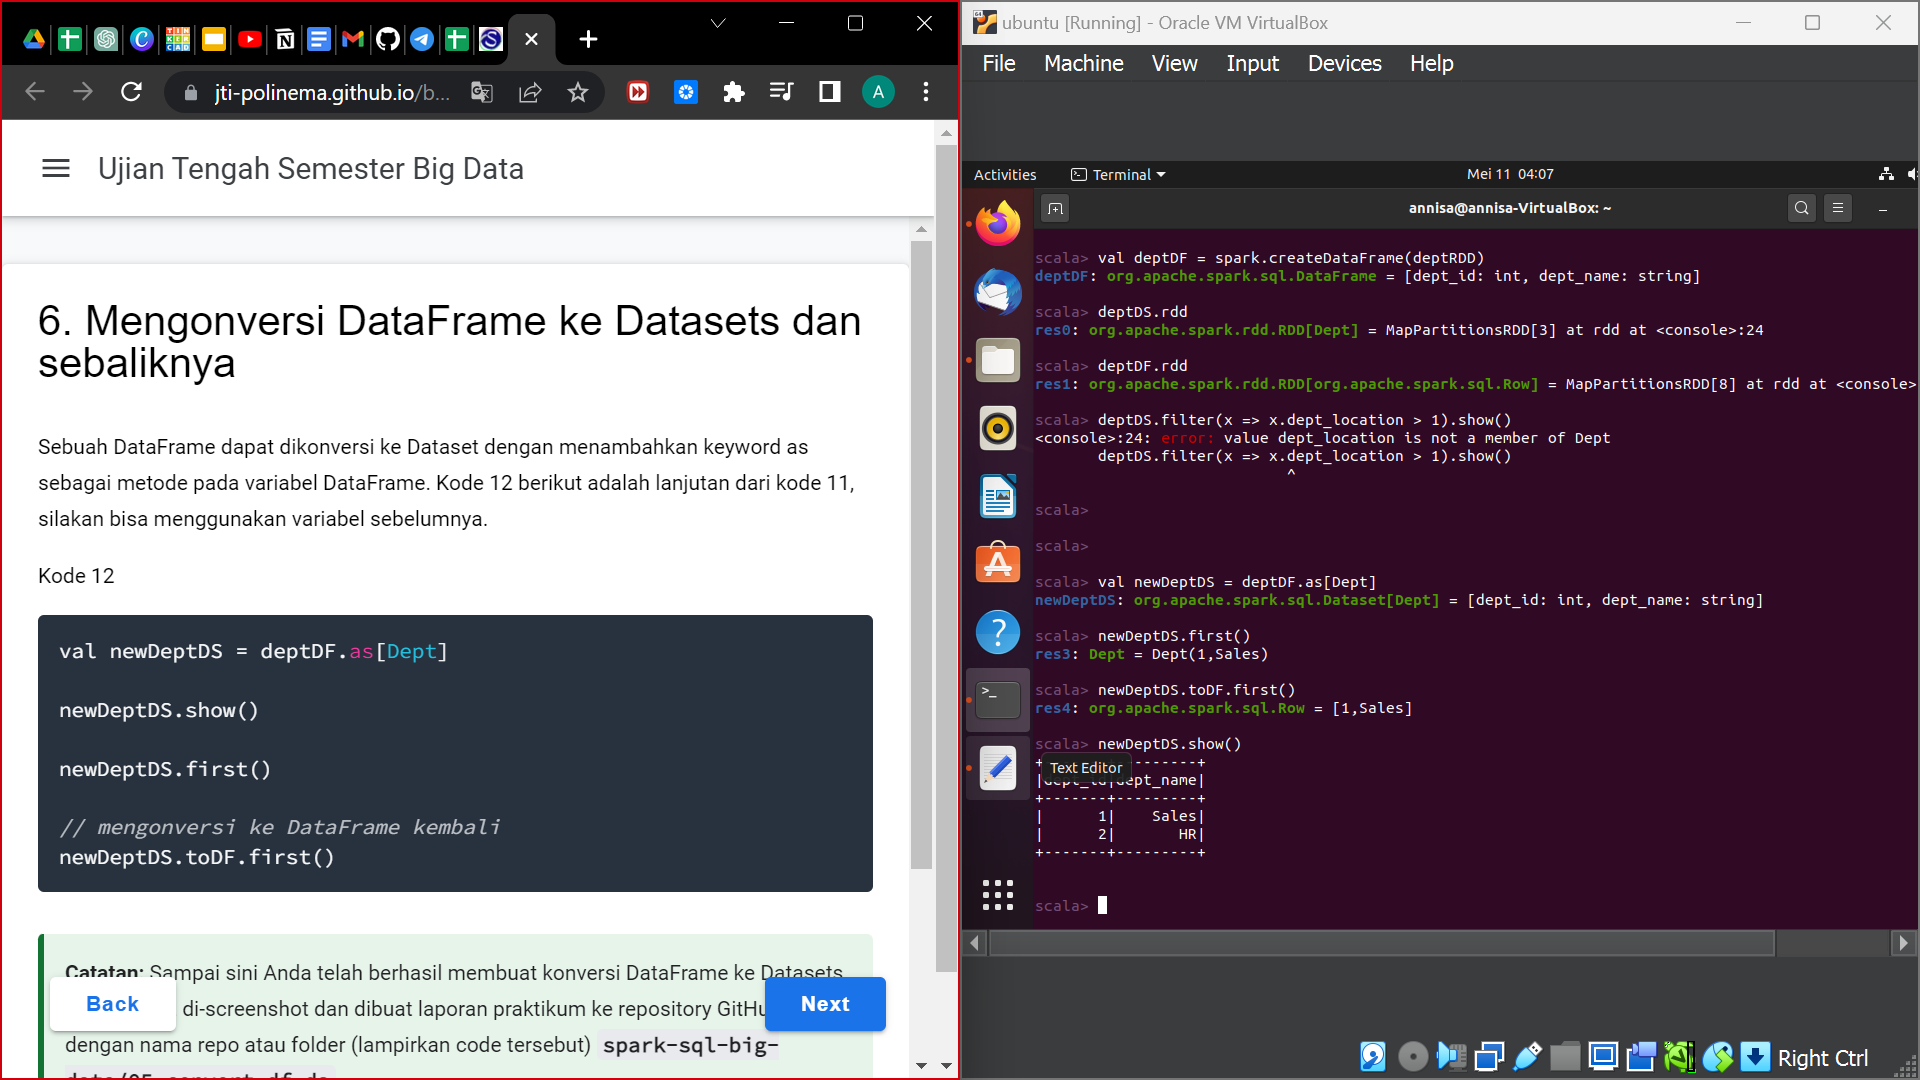 jti-polinema.github.io/b...
A
Ujian Tengah Semester Big Data
6. Mengonversi DataFrame ke Datasets dan
sebaliknya
Sebuah DataFrame dapat dikonversi ke Dataset dengan menambahkan keyword as
sebagai metode pada variabel DataFrame. Kode 12 berikut adalah lanjutan dari kode 11,
silakan bisa menggunakan variabel sebelumnya.
Kode 12
val newDeptDS = deptDF.as[Dept]
newDeptDS.show()
newDeptDS.first()
// mengonversi ke DataFrame kembali
newDeptDS.toDF.first()
Catatan: Sampai sini Anda telah berhasil membuat konversi DataFrame ke Datasets
di-screenshot dan dibuat laporan praktikum ke repository GitHu
dengan nama repo atau folder (lampirkan code tersebut) spark-sql-big-
Back
Next
ubuntu [Running] - Oracle VM VirtualBox
File Machine View Input Devices Help
Activities Terminal Mei 11 04:07
annisa@annisa-VirtualBox: ~
scala> val deptDF = spark.createDataFrame(deptRDD)
deptDF: org.apache.spark.sql.DataFrame = [dept_id: int, dept_name: string]
scala> deptDS.rdd
res0: org.apache.spark.rdd.RDD[Dept] = MapPartitionsRDD[3] at rdd at <console>:24
scala> deptDF.rdd
res1: org.apache.spark.rdd.RDD[org.apache.spark.sql.Row] = MapPartitionsRDD[8] at rdd at <console>
scala> deptDS.filter(x => x.dept_location > 1).show()
<console>:24: error: value dept_location is not a member of Dept
deptDS.filter(x => x.dept_location > 1).show()
^
scala>
scala>
scala> val newDeptDS = deptDF.as[Dept]
newDeptDS: org.apache.spark.sql.Dataset[Dept] = [dept_id: int, dept_name: string]
scala> newDeptDS.first()
res3: Dept = Dept(1,Sales)
scala> newDeptDS.toDF.first()
res4: org.apache.spark.sql.Row = [1,Sales]
scala> newDeptDS.show()
Text Editor
|dept_id|dept_name|
+-------+---------+
| 1| Sales|
| 2| HR|
+-------+---------+
scala>
Right Ctrl